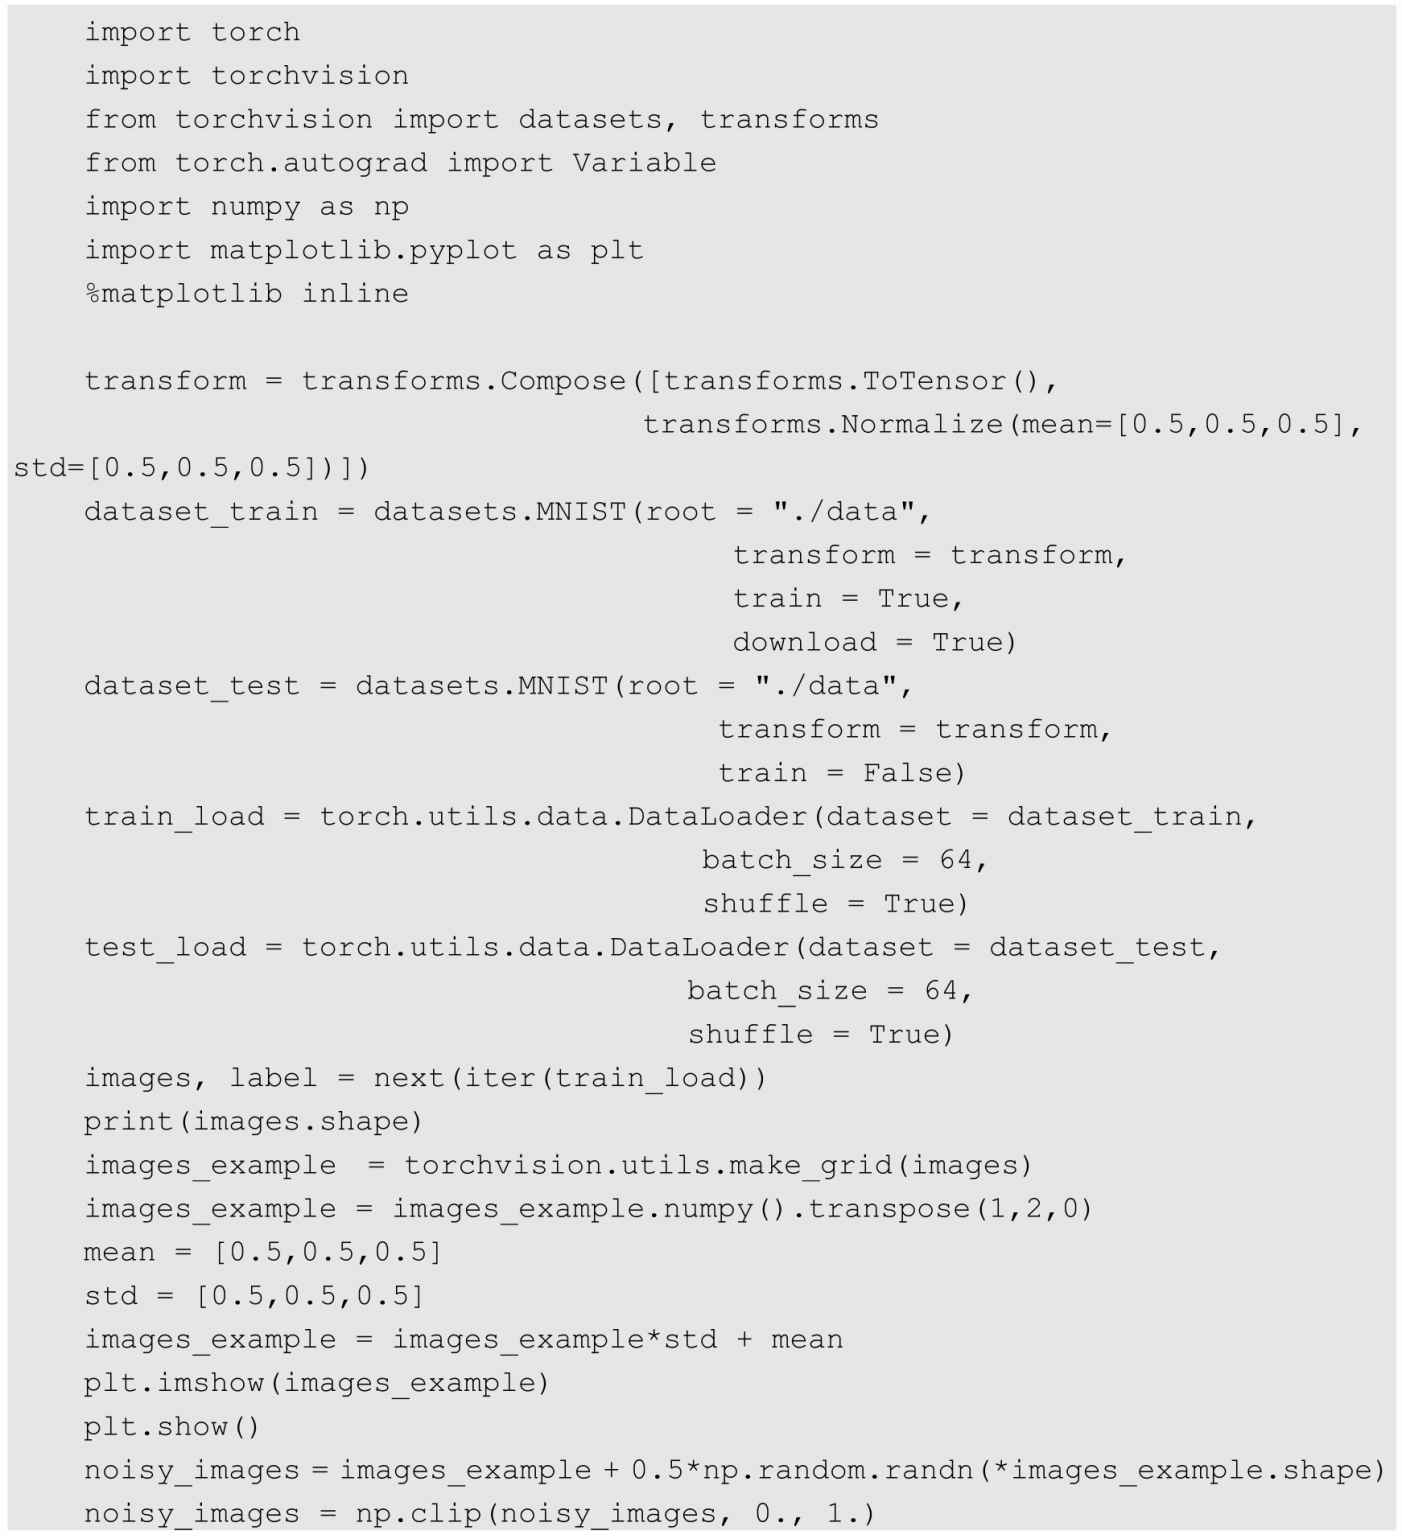 import torch
import torchvision
from torchvision import datasets, transforms
from torch.autograd import Variable
import numpy as np
import matplotlib.pyplot as plt
%matplotlib inline
transform = transforms.Compose([transforms.ToTensor(),
transforms.Normalize(mean=[0.5,0.5,0.5],
std=[0.5,0.5,0.5])])
dataset_train = datasets.MNIST(root = "./data",
transform = transform,
train = True,
download = True)
dataset_test = datasets.MNIST(root = "./data",
transform = transform,
train = False)
train_load = torch.utils.data.DataLoader(dataset = dataset_train,
batch_size = 64,
shuffle = True)
test_load = torch.utils.data.DataLoader(dataset = dataset_test,
batch_size = 64,
shuffle = True)
images, label = next(iter(train_load))
print(images.shape)
images_example = torchvision.utils.make_grid(images)
images_example = images_example.numpy().transpose(1,2,0)
mean = [0.5,0.5,0.5]
std = [0.5,0.5,0.5]
images_example = images_example*std + mean
plt.imshow(images_example)
plt.show()
noisy_images = images_example + 0.5*np.random.randn(*images_example.shape)
noisy_images = np.clip(noisy_images, 0., 1.)